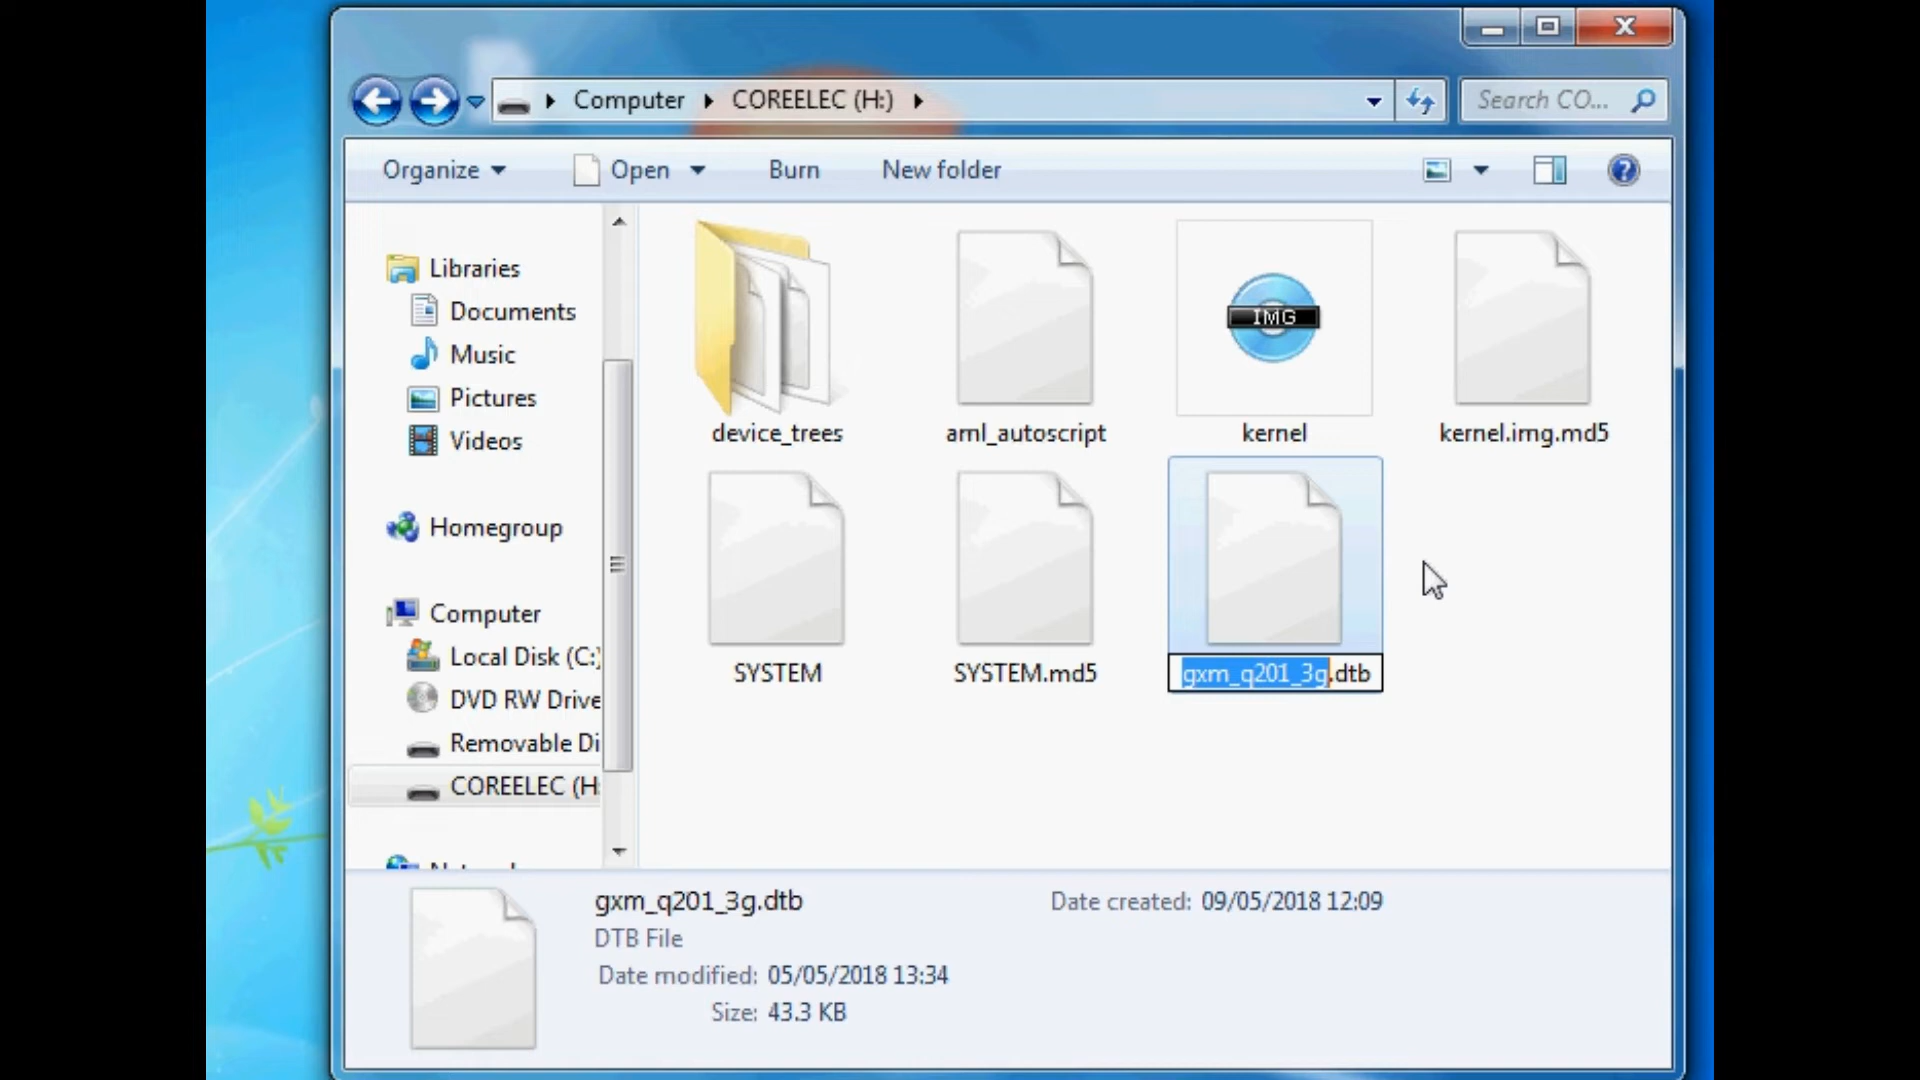 Computer COREELEC (H:) Search CO...
Organize Open Burn New folder
Libraries
Documents
Music
Pictures
Videos
Homegroup
Computer
Local Disk (C:)
DVD RW Drive
Removable Di
COREELEC (H:
device_trees
aml_autoscript
IMG
kernel
kernel.img.md5
SYSTEM
SYSTEM.md5
gxm_q201_3g.dtb
gxm_q201_3g.dtb
DTB File
Date modified: 05/05/2018 13:34
Size: 43.3 KB
Date created: 09/05/2018 12:09